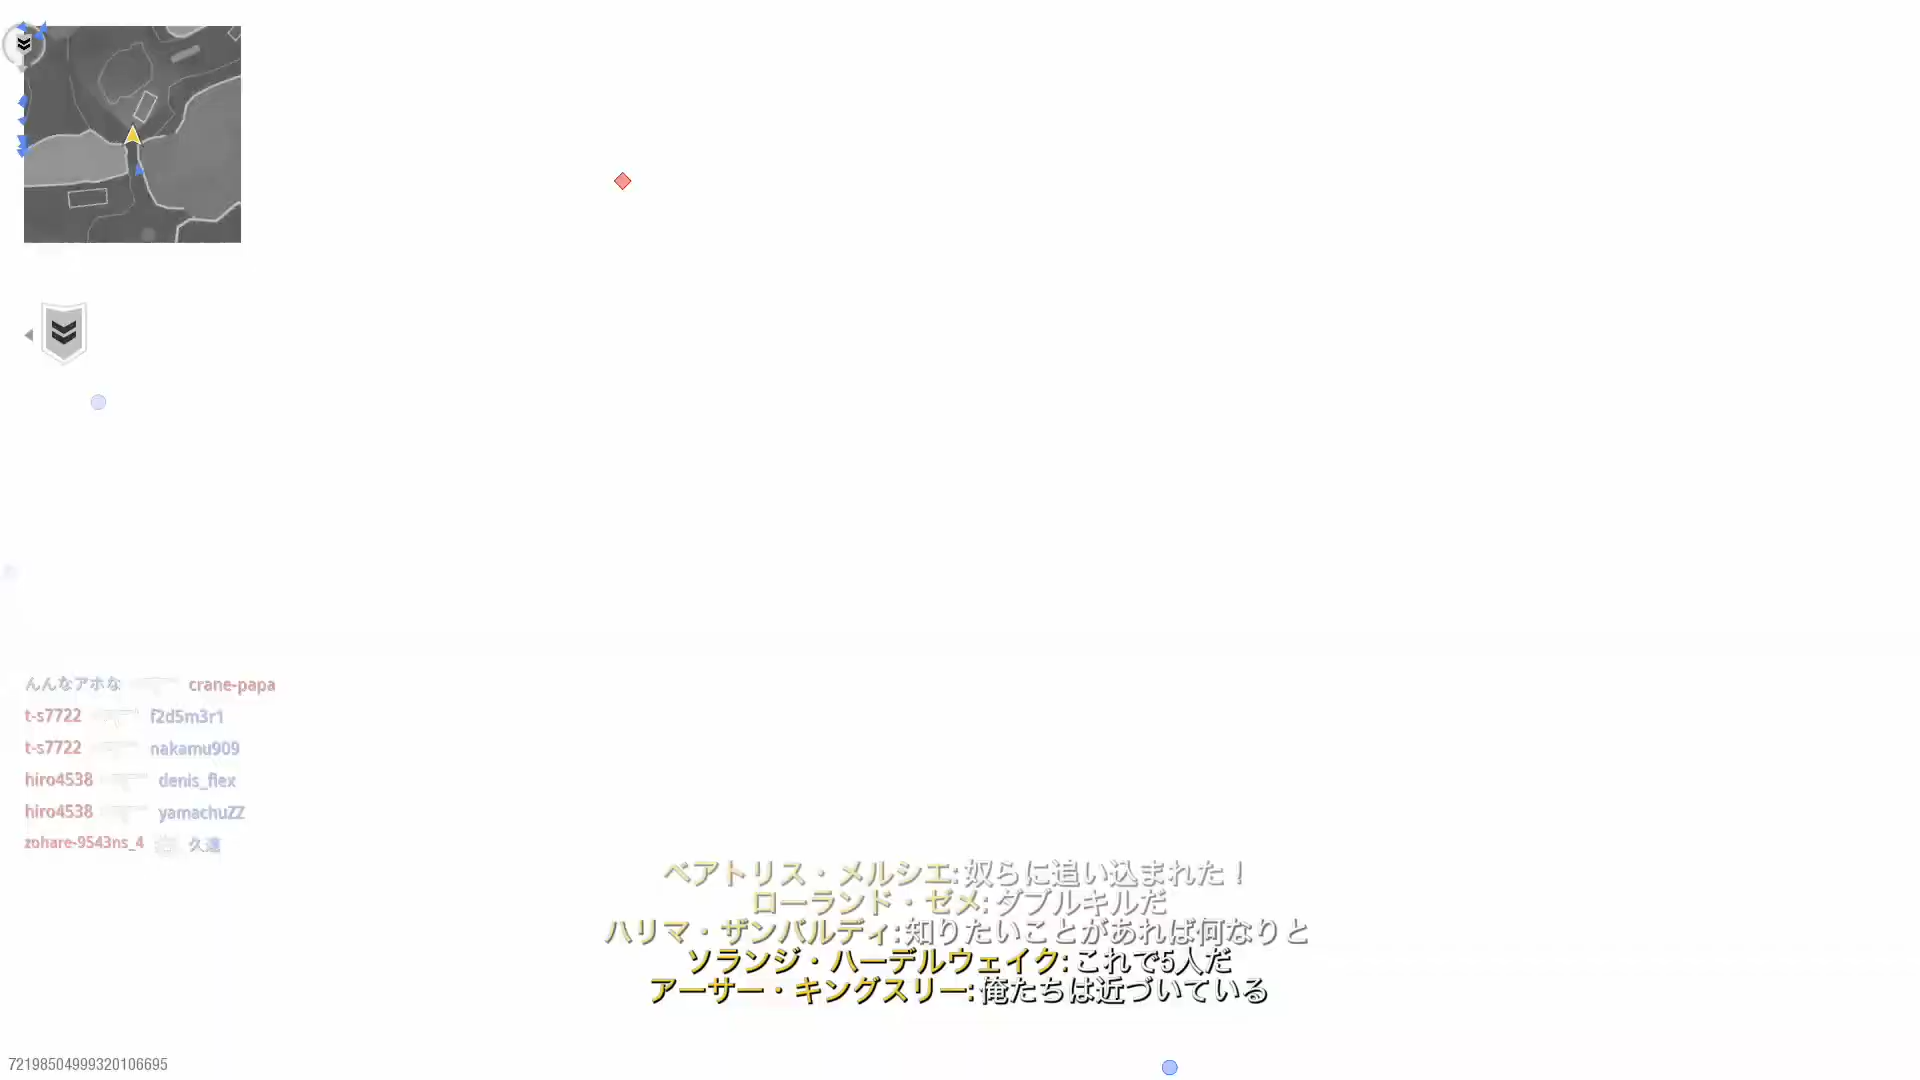 んんなアホな crane-papa
t-s7722 f2d5m3r1
t-s7722 nakamu909
hiro4538 denis_flex
hiro4538 yamachuZZ
zohare-9543ns_4 久遠
ベアトリス・メルシエ:奴らに追い込まれた！
ローランド・ゼメ:ダブルキルだ
ハリマ・ザンバルディ:知りたいことがあれば何なりと
ソランジ・ハーデルウェイク:これで5人だ
アーサー・キングスリー:俺たちは近づいている
72198504999320106695